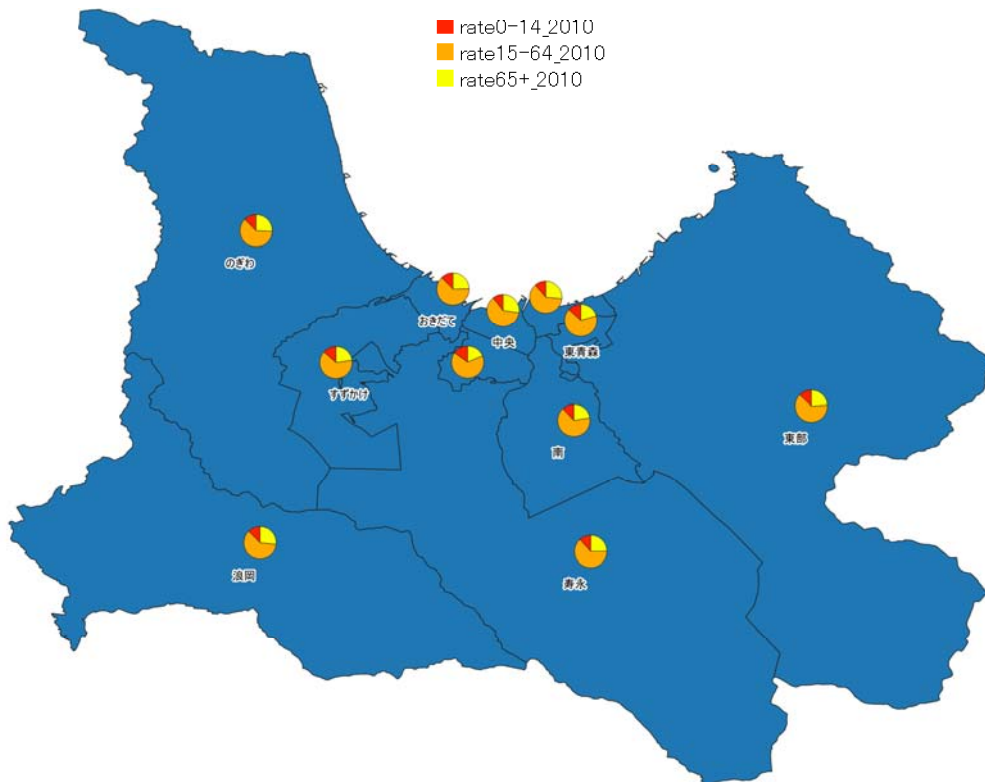 rate0-14_2010
rate15-64_2010
rate65+_2010
のぎわ
おきだて
中央
東青森
すずかけ
東部
南
浪岡
寿永